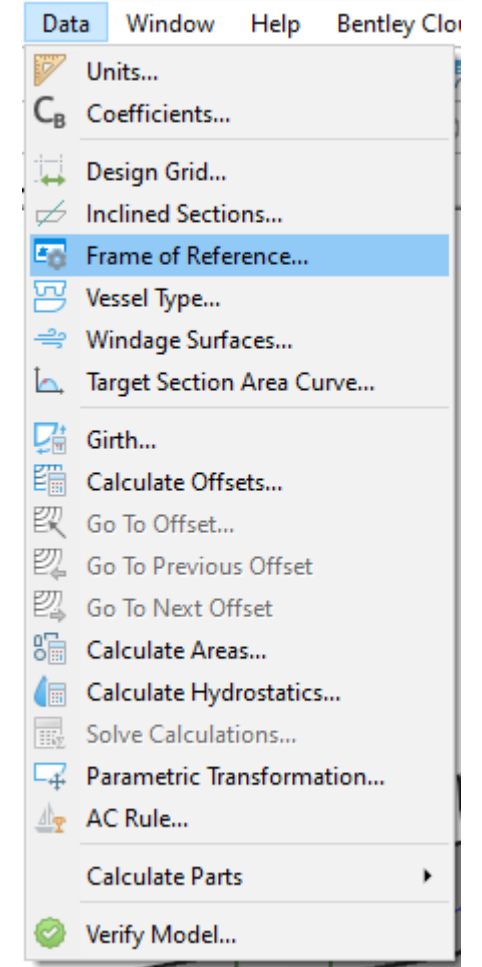 Data Window Help Bentley Clo
Units...
CB Coefficients...
Design Grid...
Inclined Sections...
Frame of Reference...
Vessel Type...
Windage Surfaces...
Target Section Area Curve...
Girth...
Calculate Offsets...
Go To Offset...
Go To Previous Offset
Go To Next Offset
Calculate Areas...
Calculate Hydrostatics...
Solve Calculations...
Parametric Transformation...
AC Rule...
Calculate Parts
Verify Model...